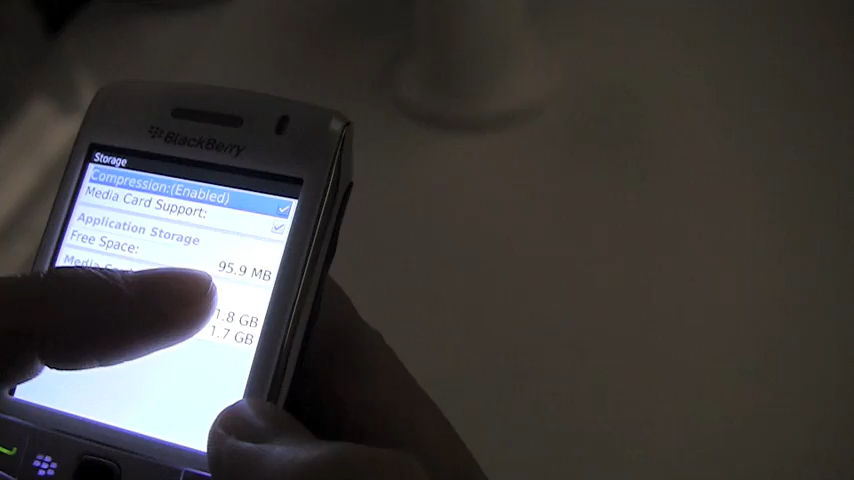 BlackBerry
Storage
Compression:(Enabled)
Media Card Support:
Application Storage
Free Space: 95.9 MB
Media
1.8 GB
1.7 GB